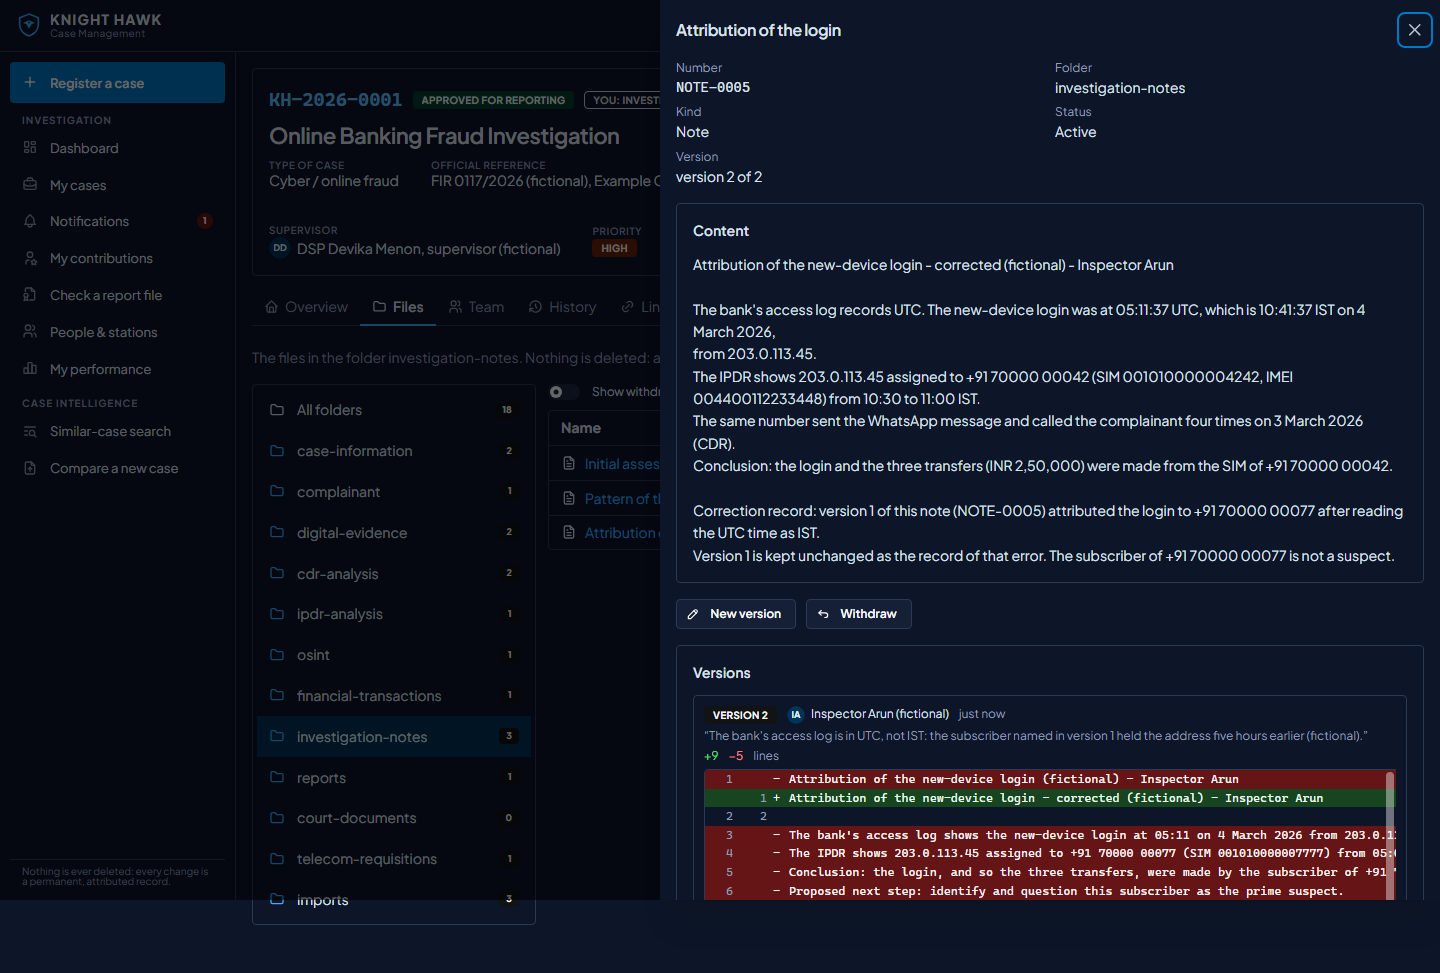 KNIGHT HAWK
Case Management
Register a case
INVESTIGATION
Dashboard
My cases
Notifications 1
My contributions
Check a report file
People & stations
My performance
CASE INTELLIGENCE
Similar-case search
Compare a new case
Nothing is ever deleted: every change is
a permanent, attributed record.
KH-2026-0001 APPROVED FOR REPORTING YOU: INVEST
Online Banking Fraud Investigation
TYPE OF CASE OFFICIAL REFERENCE
Cyber / online fraud FIR 0117/2026 (fictional), Example
SUPERVISOR PRIORITY
DD DSP Devika Menon, supervisor (fictional) HIGH
Overview Files Team History Lin
The files in the folder investigation-notes. Nothing is deleted: a
All folders 18
case-information 2
complainant 1
digital-evidence 2
cdr-analysis 2
ipdr-analysis 1
osint 1
financial-transactions 1
investigation-notes 3
reports 1
court-documents 0
telecom-requisitions 1
imports 3
Show withdr
Name
Initial asses
Pattern of t
Attribution
Attribution of the login
Number Folder
NOTE-0005 investigation-notes
Kind Status
Note Active
Version
version 2 of 2
Content
Attribution of the new-device login - corrected (fictional) - Inspector Arun
The bank's access log records UTC. The new-device login was at 05:11:37 UTC, which is 10:41:37 IST on 4
March 2026,
from 203.0.113.45.
The IPDR shows 203.0.113.45 assigned to +91 70000 00042 (SIM 001010000004242, IMEI
004400112233448) from 10:30 to 11:00 IST.
The same number sent the WhatsApp message and called the complainant four times on 3 March 2026
(CDR).
Conclusion: the login and the three transfers (INR 2,50,000) were made from the SIM of +91 70000 00042.
Correction record: version 1 of this note (NOTE-0005) attributed the login to +91 70000 00077 after reading
the UTC time as IST.
Version 1 is kept unchanged as the record of that error. The subscriber of +91 70000 00077 is not a suspect.
New version Withdraw
Versions
VERSION 2 IA Inspector Arun (fictional) just now
"The bank's access log is in UTC, not IST: the subscriber named in version 1 held the address five hours earlier (fictional)."
+9 −5 lines
1 - Attribution of the new-device login (fictional) - Inspector Arun
1 + Attribution of the new-device login - corrected (fictional) - Inspector Arun
2 2
3 - The bank's access log shows the new-device login at 05:11 on 4 March 2026 from 203.0.1
4 - The IPDR shows 203.0.113.45 assigned to +91 70000 00077 (SIM 001010000007777) from 05:
5 - Conclusion: the login, and so the three transfers, were made by the subscriber of +91
6 - Proposed next step: identify and question this subscriber as the prime suspect.